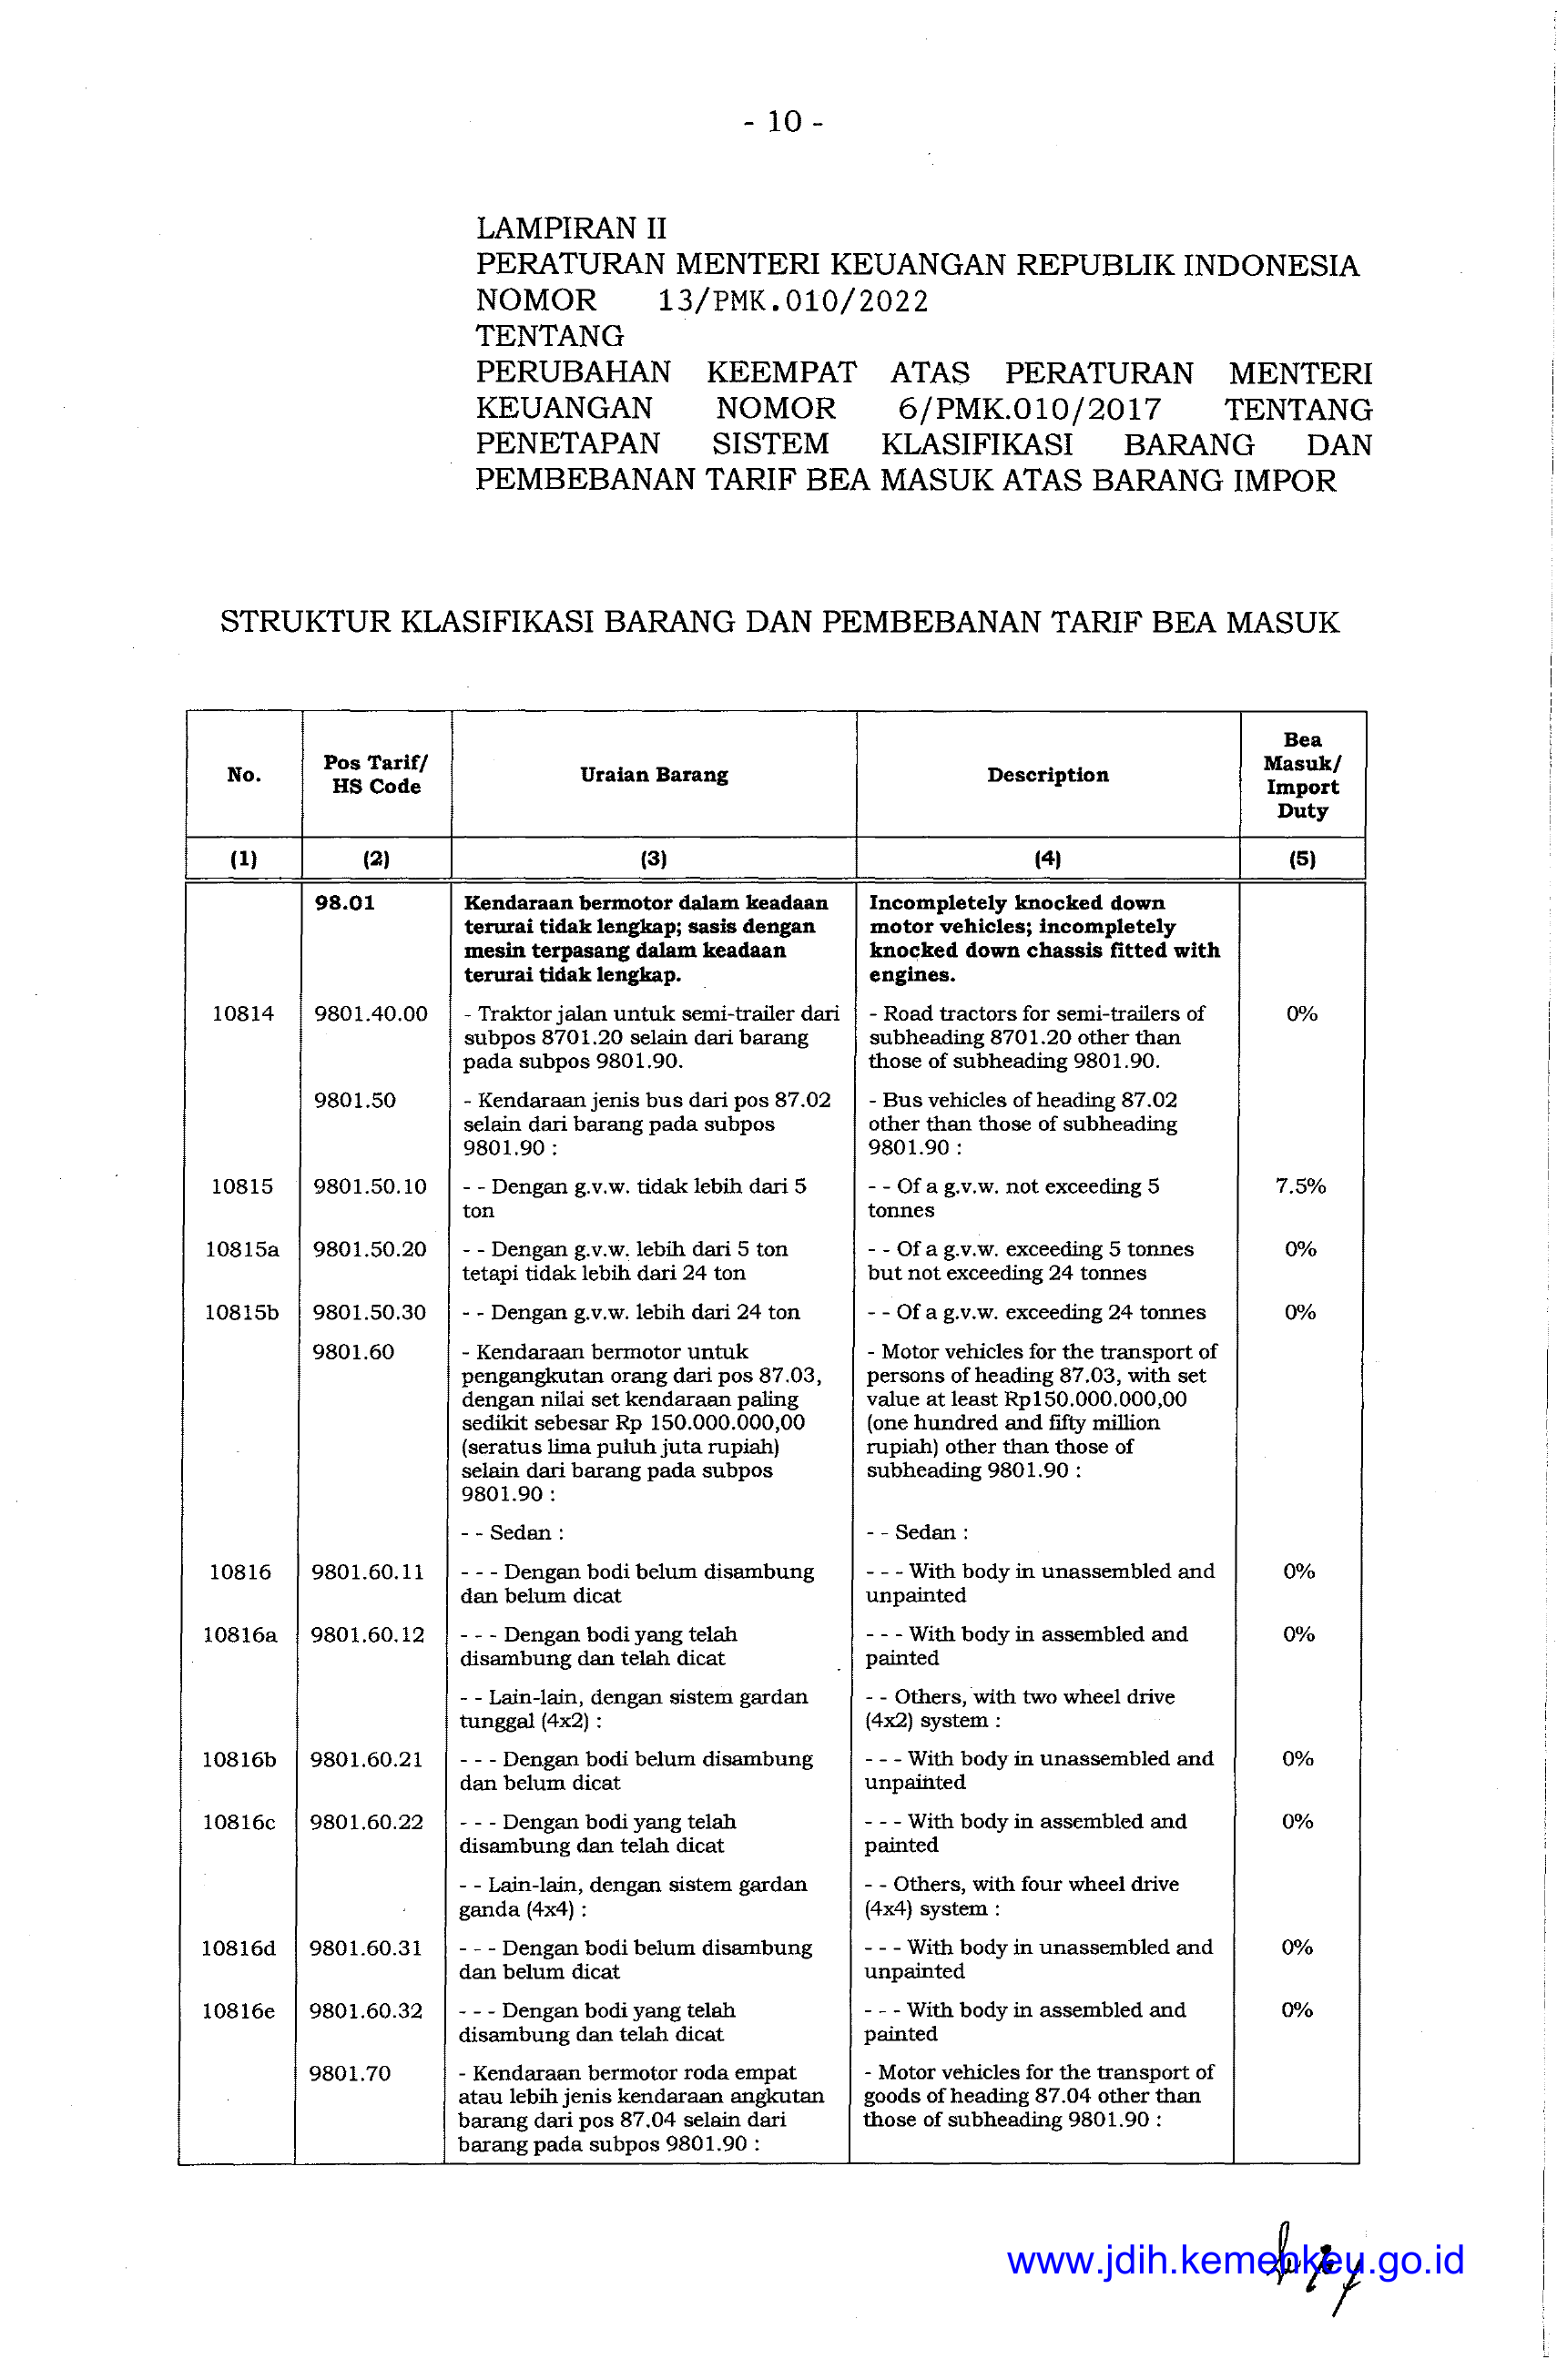 - 10 -
LAMPIRAN II
PERATURAN MENTERI KEUANGAN REPUBLIK INDONESIA
NOMOR 13/PMK.010/2022
TENTANG
PERUBAHAN KEEMPAT ATAS PERATURAN MENTERI
KEUANGAN NOMOR 6/PMK.010/2017 TENTANG
PENETAPAN SISTEM KLASIFIKASI BARANG DAN
PEMBEBANAN TARIF BEA MASUK ATAS BARANG IMPOR
STRUKTUR KLASIFIKASI BARANG DAN PEMBEBANAN TARIF BEA MASUK
No.
Pos Tarif/
HS Code
Uraian Barang
Description
Bea
Masuk/
Import
Duty
(1) (2) (3) (4) (5)
98.01
Kendaraan bermotor dalam keadaan
terurai tidak lengkap; sasis dengan
mesin terpasang dalam keadaan
terurai tidak lengkap.
Incompletely knocked down
motor vehicles; incompletely
knocked down chassis fitted with
engines.
10814
9801.40.00
- Traktor jalan untuk semi-trailer dari
subpos 8701.20 selain dari barang
pada subpos 9801.90.
- Road tractors for semi-trailers of
subheading 8701.20 other than
those of subheading 9801.90.
0%
9801.50
- Kendaraan jenis bus dari pos 87.02
selain dari barang pada subpos
9801.90 :
- Bus vehicles of heading 87.02
other than those of subheading
9801.90 :
10815
9801.50.10
- - Dengan g.v.w. tidak lebih dari 5
ton
- - Of a g.v.w. not exceeding 5
tonnes
7.5%
10815a
9801.50.20
- - Dengan g.v.w. lebih dari 5 ton
tetapi tidak lebih dari 24 ton
- - Of a g.v.w. exceeding 5 tonnes
but not exceeding 24 tonnes
0%
10815b
9801.50.30
- - Dengan g.v.w. lebih dari 24 ton
- - Of a g.v.w. exceeding 24 tonnes
0%
9801.60
- Kendaraan bermotor untuk
pengangkutan orang dari pos 87.03,
dengan nilai set kendaraan paling
sedikit sebesar Rp 150.000.000,00
(seratus lima puluh juta rupiah)
selain dari barang pada subpos
9801.90 :
- Motor vehicles for the transport of
persons of heading 87.03, with set
value at least Rp150.000.000,00
(one hundred and fifty million
rupiah) other than those of
subheading 9801.90 :
- - Sedan :
- - Sedan :
10816
9801.60.11
- - - Dengan bodi belum disambung
dan belum dicat
- - - With body in unassembled and
unpainted
0%
10816a
9801.60.12
- - - Dengan bodi yang telah
disambung dan telah dicat
- - - With body in assembled and
painted
0%
- - Lain-lain, dengan sistem gardan
tunggal (4x2) :
- - Others, with two wheel drive
(4x2) system :
10816b
9801.60.21
- - - Dengan bodi belum disambung
dan belum dicat
- - - With body in unassembled and
unpainted
0%
10816c
9801.60.22
- - - Dengan bodi yang telah
disambung dan telah dicat
- - - With body in assembled and
painted
0%
- - Lain-lain, dengan sistem gardan
ganda (4x4) :
- - Others, with four wheel drive
(4x4) system :
10816d
9801.60.31
- - - Dengan bodi belum disambung
dan belum dicat
- - - With body in unassembled and
unpainted
0%
10816e
9801.60.32
- - - Dengan bodi yang telah
disambung dan telah dicat
- - - With body in assembled and
painted
0%
9801.70
- Kendaraan bermotor roda empat
atau lebih jenis kendaraan angkutan
barang dari pos 87.04 selain dari
barang pada subpos 9801.90 :
- Motor vehicles for the transport of
goods of heading 87.04 other than
those of subheading 9801.90 :
www.jdih.kemenkeu.go.id